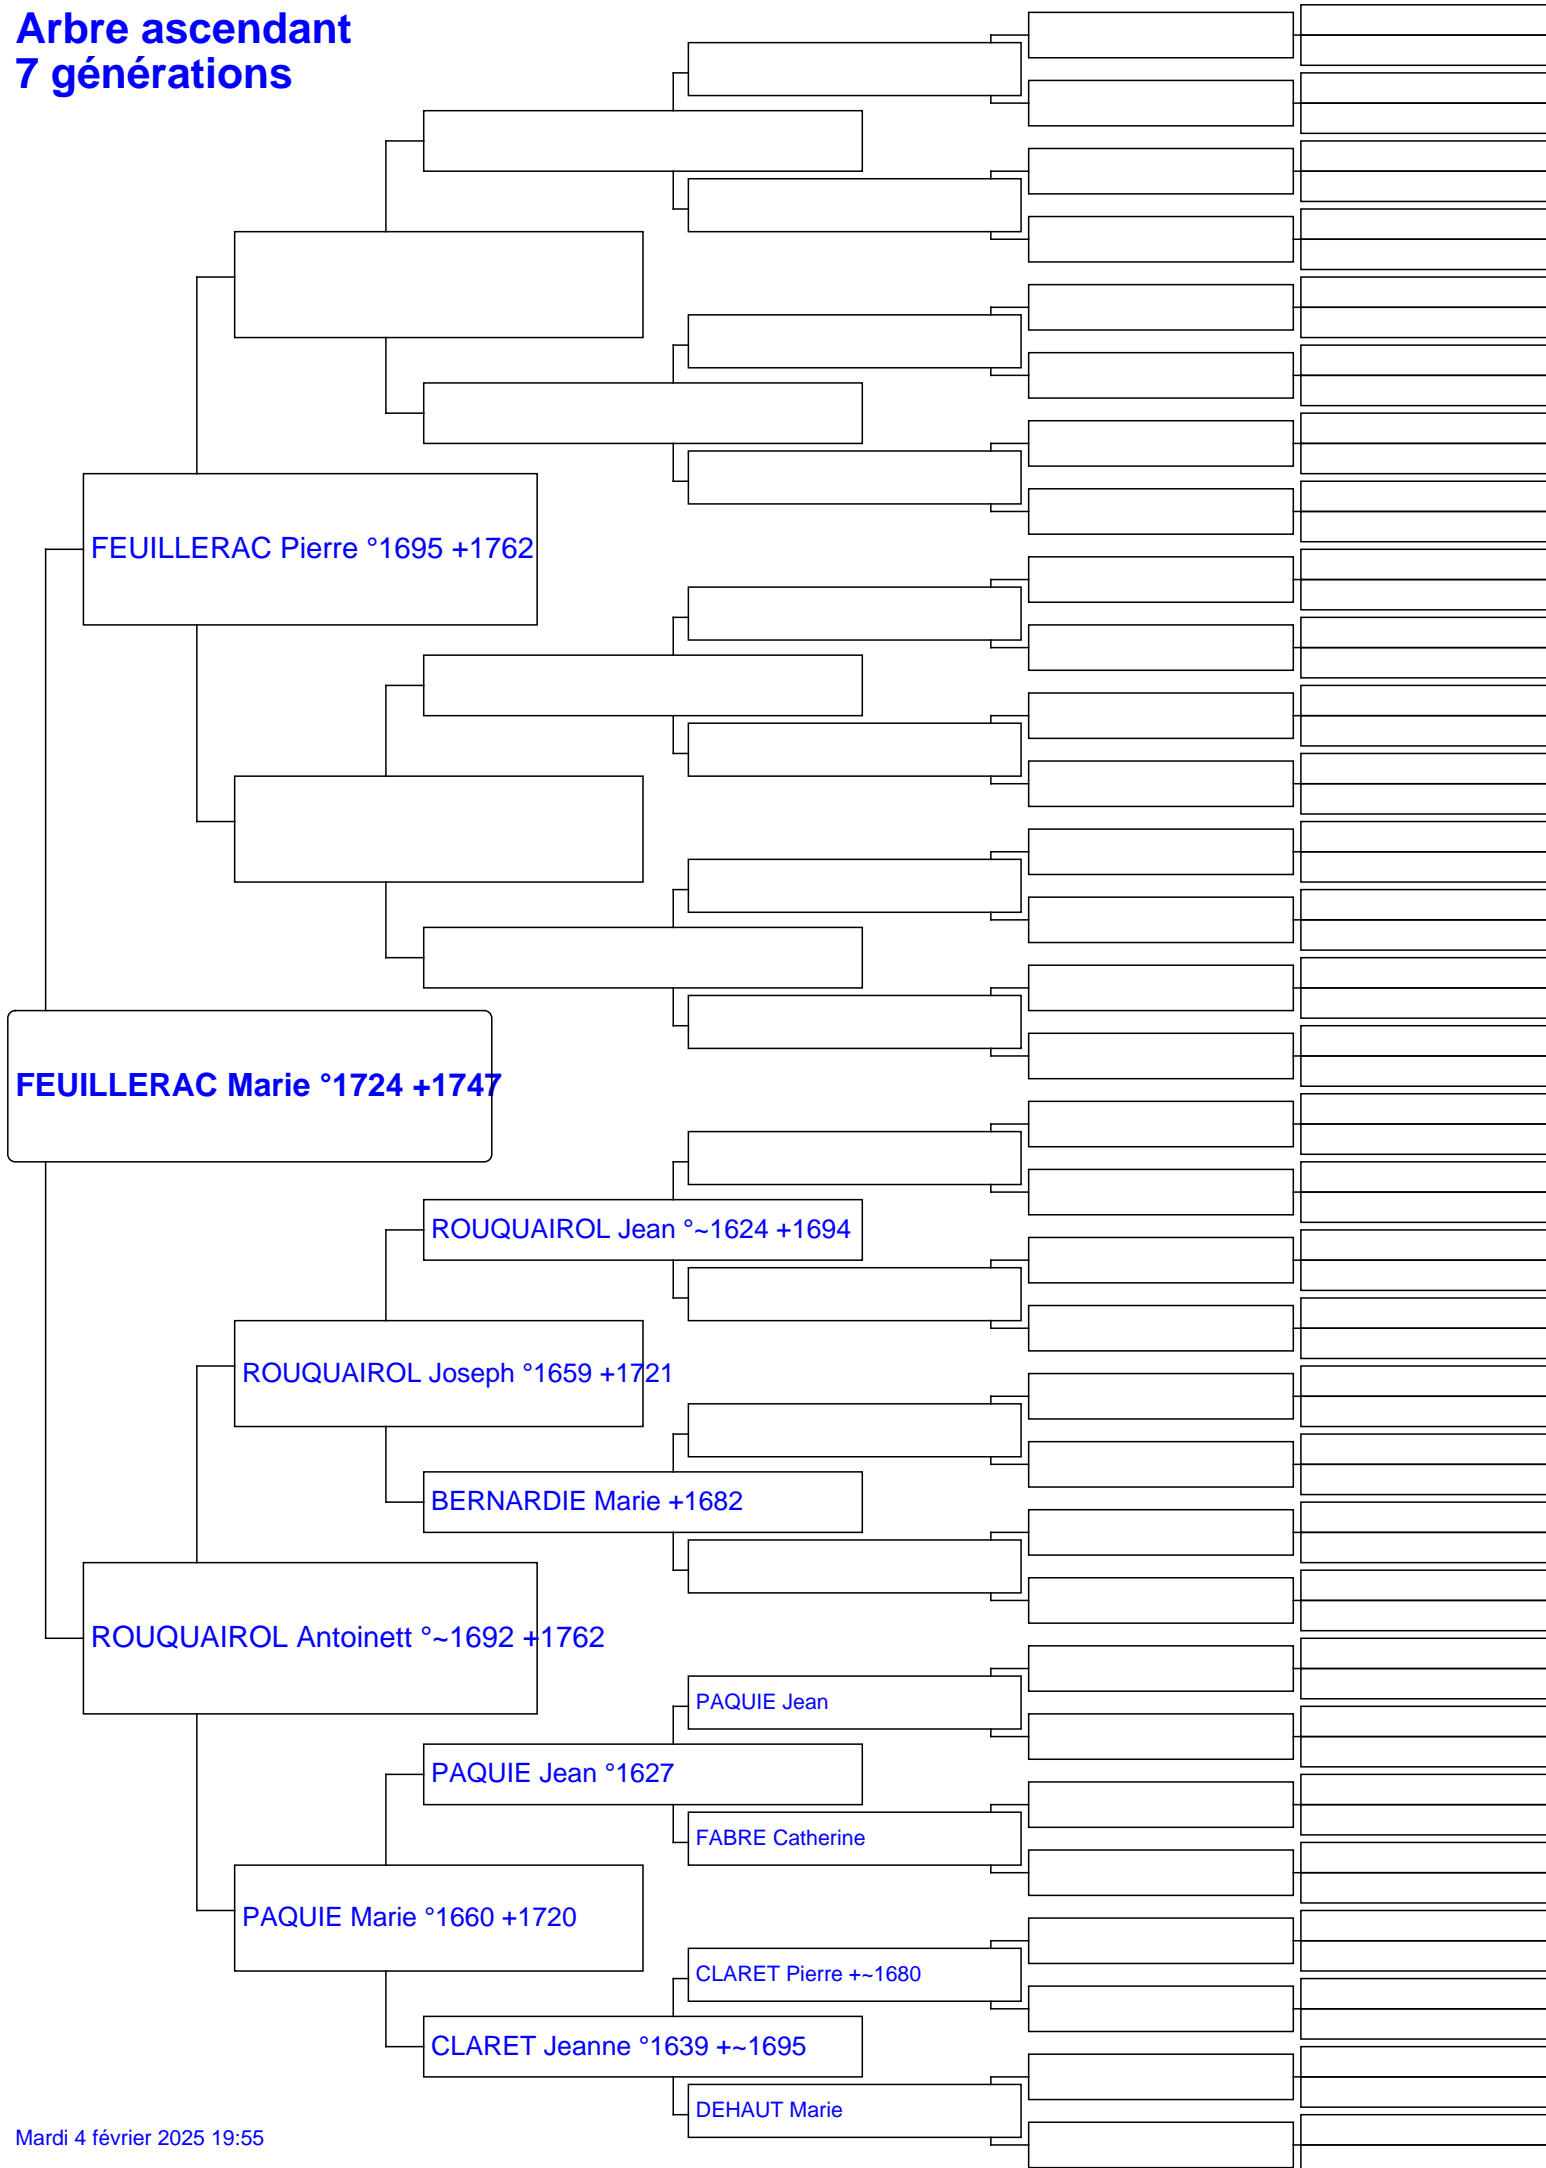 Arbre ascendant
7 générations
FEUILLERAC Pierre °1695 +1762
FEUILLERAC Marie °1724 +1747
ROUQUAIROL Jean °~1624 +1694
ROUQUAIROL Joseph °1659 +1721
BERNARDIE Marie +1682
ROUQUAIROL Antoinett °~1692 +1762
PAQUIE Jean
PAQUIE Jean °1627
FABRE Catherine
PAQUIE Marie °1660 +1720
CLARET Pierre +~1680
CLARET Jeanne °1639 +~1695
DEHAUT Marie
Mardi 4 février 2025 19:55